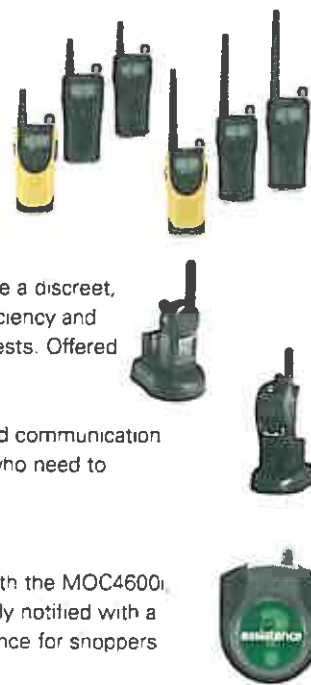 e a discreet,
ciency and
ests. Offered
d communication
who need to
th the MOC4600i,
ly notified with a
nce for shoppers
assistance